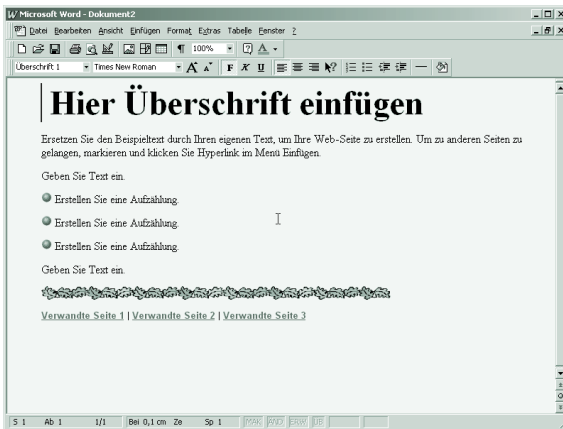 Microsoft Word - Dokument2
Datei Bearbeiten Ansicht Einfügen Format Extras Tabelle Fenster ?
100%
Überschrift 1 Times New Roman A A F K U
Hier Überschrift einfügen
Ersetzen Sie den Beispieltext durch Ihren eigenen Text, um Ihre Web-Seite zu erstellen. Um zu anderen Seiten zu
gelangen, markieren und klicken Sie Hyperlink im Menü Einfügen.
Geben Sie Text ein.
Erstellen Sie eine Aufzählung.
Erstellen Sie eine Aufzählung.
Erstellen Sie eine Aufzählung.
Geben Sie Text ein.
Verwandte Seite 1 | Verwandte Seite 2 | Verwandte Seite 3
S 1 Ab 1 1/1 Bei 0,1 cm Ze Sp 1 MAK ÄND ERW ÜB